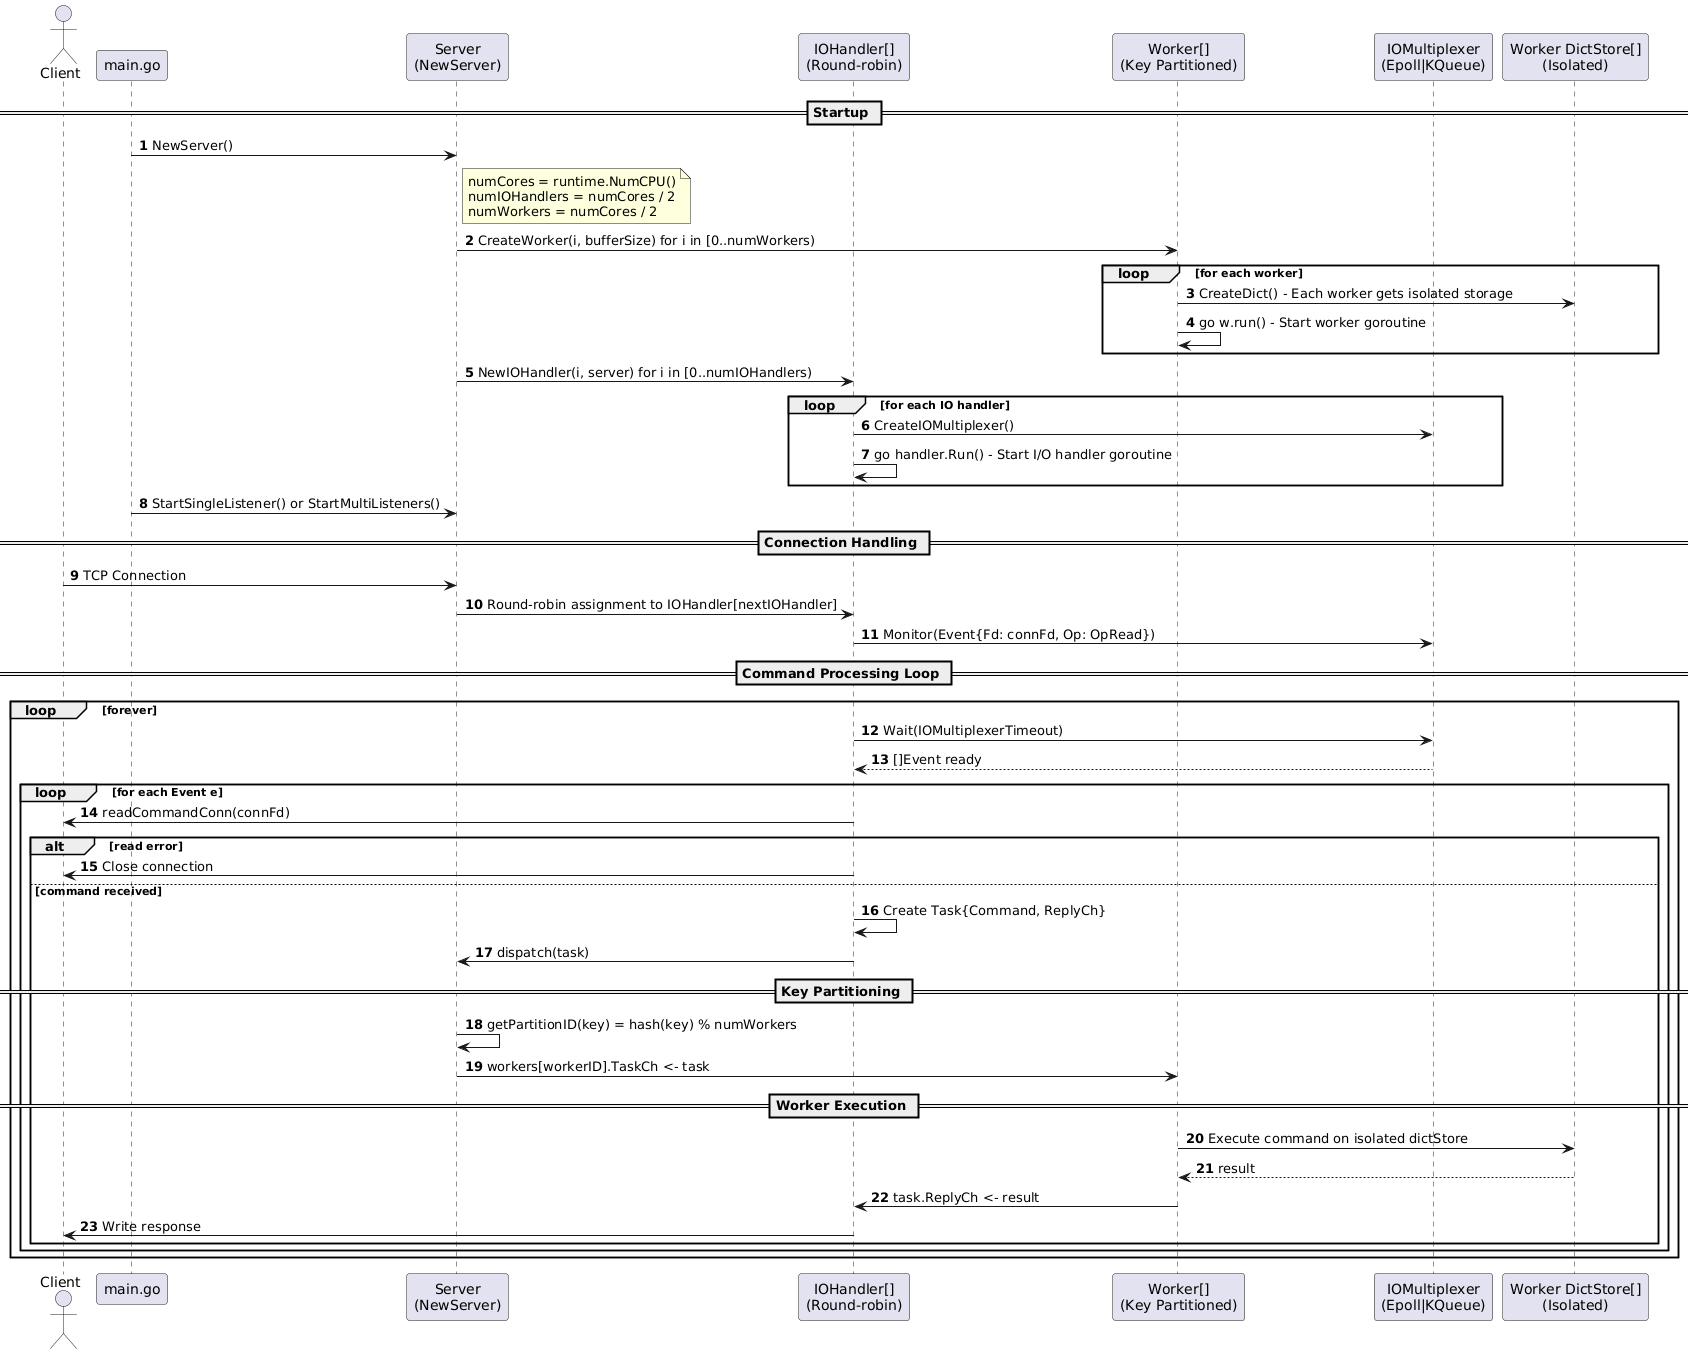 Client
main.go
Server
(NewServer)
IOHandler[]
(Round-robin)
Worker[]
(Key Partitioned)
IOMultiplexer
(Epoll|KQueue)
Worker DictStore[]
(Isolated)
Startup
1 NewServer()
numCores = runtime.NumCPU()
numIOHandlers = numCores / 2
numWorkers = numCores / 2
2 CreateWorker(i, bufferSize) for i in [0..numWorkers)
loop [for each worker]
3 CreateDict() - Each worker gets isolated storage
4 go w.run() - Start worker goroutine
5 NewIOHandler(i, server) for i in [0..numIOHandlers)
loop [for each IO handler]
6 CreateIOMultiplexer()
7 go handler.Run() - Start I/O handler goroutine
8 StartSingleListener() or StartMultiListeners()
Connection Handling
9 TCP Connection
10 Round-robin assignment to IOHandler[nextIOHandler]
11 Monitor(Event{Fd: connFd, Op: OpRead})
Command Processing Loop
loop [forever]
12 Wait(IOMultiplexerTimeout)
13 []Event ready
loop [for each Event e]
14 readCommandConn(connFd)
alt [read error]
15 Close connection
[command received]
16 Create Task{Command, ReplyCh}
17 dispatch(task)
Key Partitioning
18 getPartitionID(key) = hash(key) % numWorkers
19 workers[workerID].TaskCh <- task
Worker Execution
20 Execute command on isolated dictStore
21 result
22 task.ReplyCh <- result
23 Write response
Client
main.go
Server
(NewServer)
IOHandler[]
(Round-robin)
Worker[]
(Key Partitioned)
IOMultiplexer
(Epoll|KQueue)
Worker DictStore[]
(Isolated)